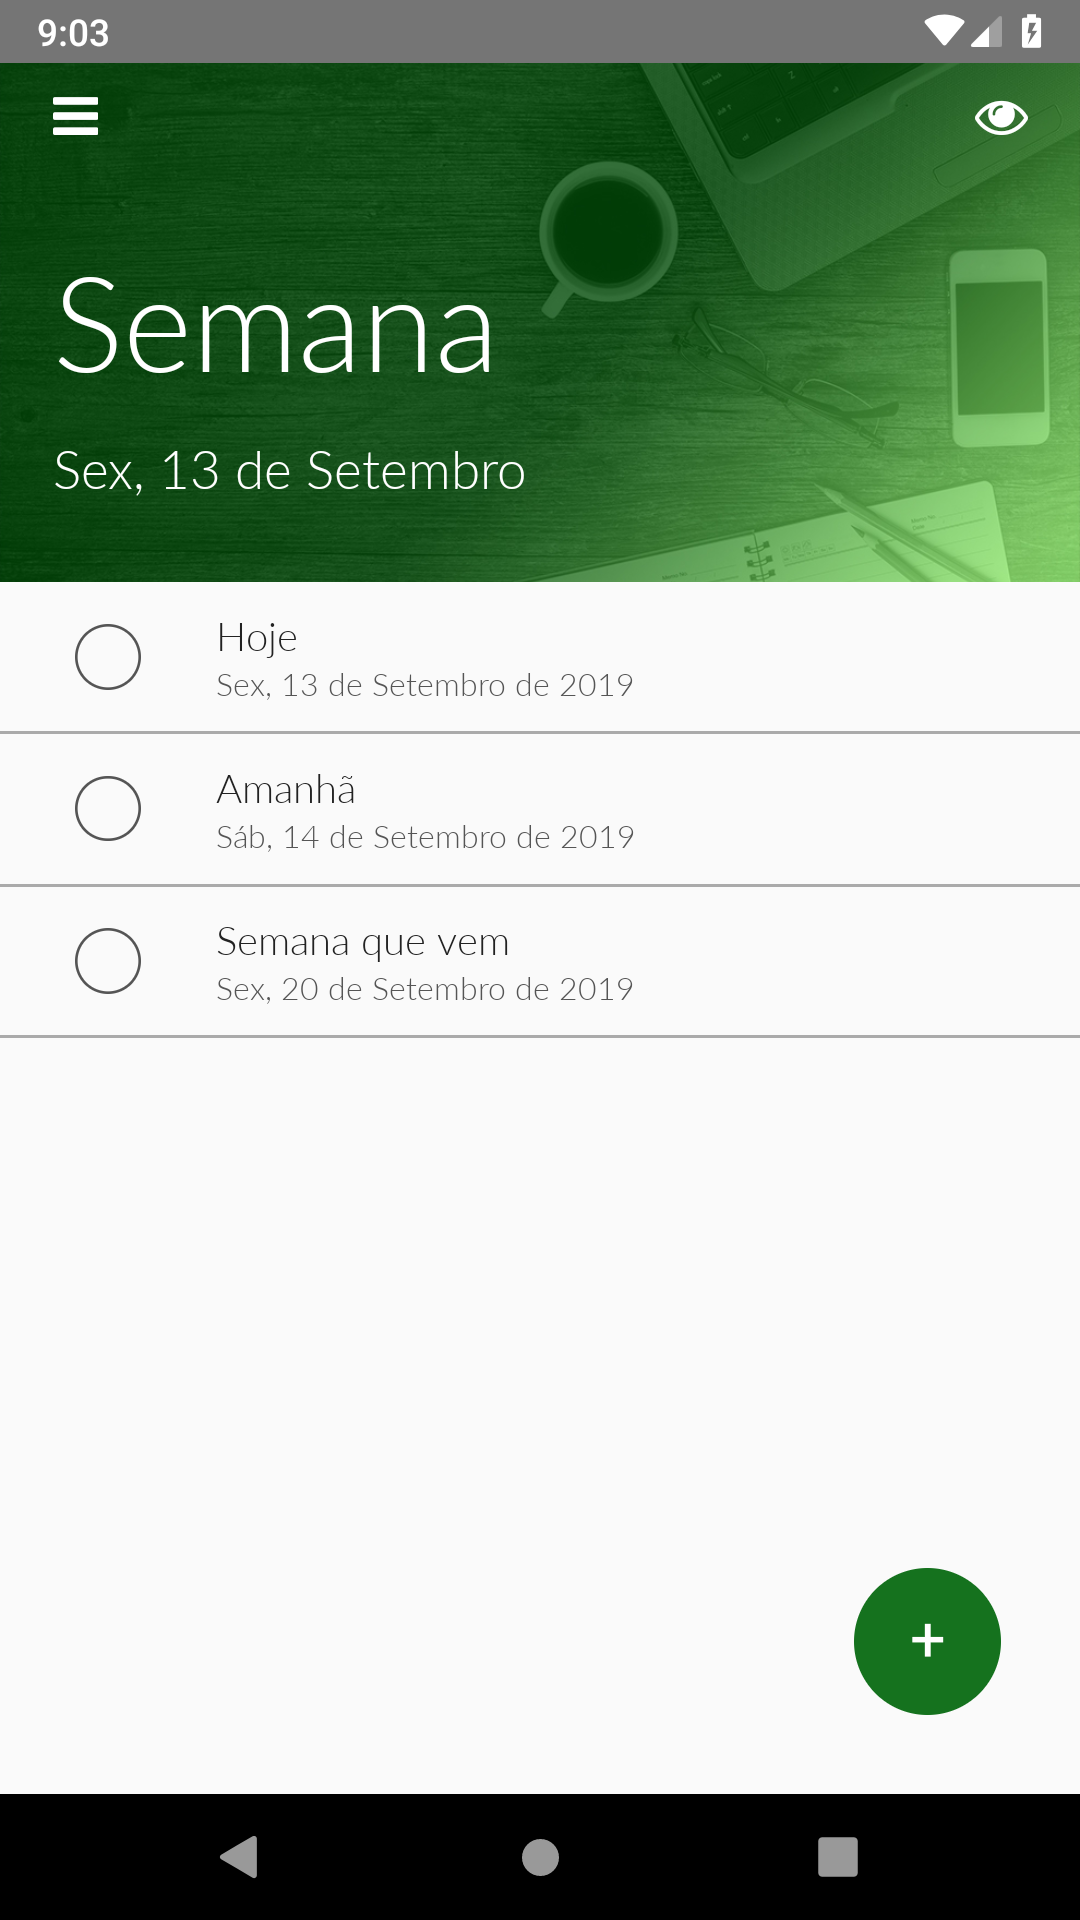 9:03
Semana
Sex, 13 de Setembro
Hoje
Sex, 13 de Setembro de 2019
Amanhã
Sáb, 14 de Setembro de 2019
Semana que vem
Sex, 20 de Setembro de 2019
+